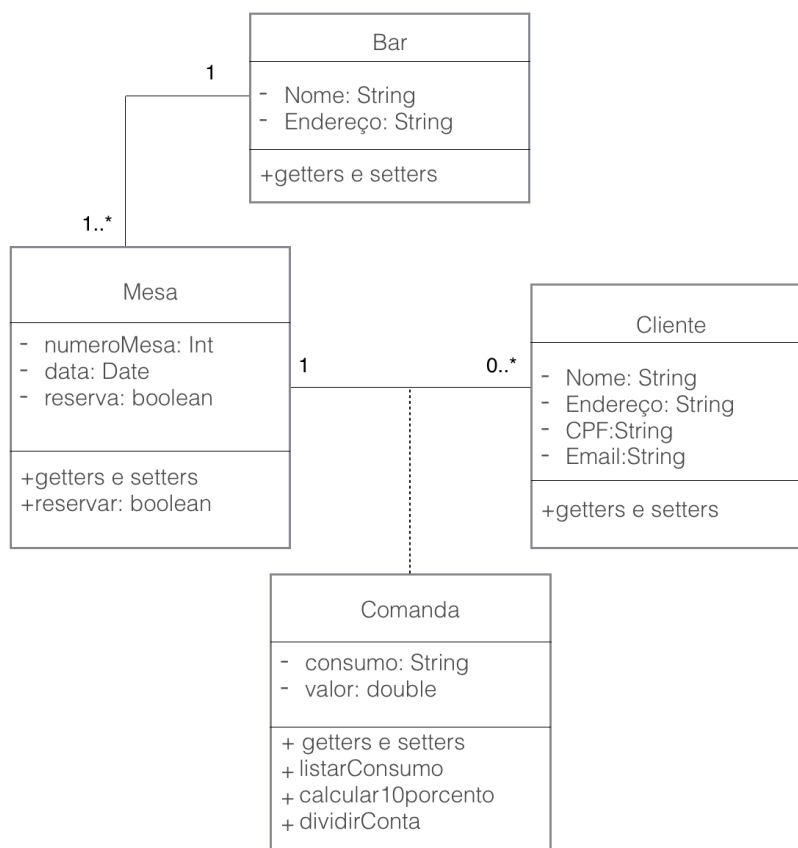 Bar
- Nome: String
- Endereço: String
+getters e setters
1
1..*
Mesa
- numeroMesa: Int
- data: Date
- reserva: boolean
+getters e setters
+reservar: boolean
1
0..*
Cliente
- Nome: String
- Endereço: String
- CPF:String
- Email:String
+getters e setters
Comanda
- consumo: String
- valor: double
+ getters e setters
+ listarConsumo
+ calcular10porcento
+ dividirConta